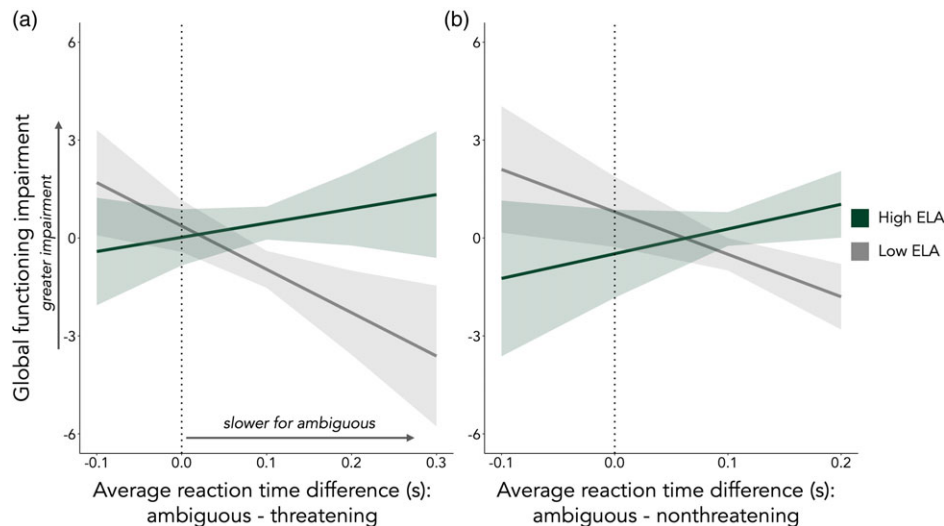 (a)
(b)
Global functioning impairment
greater impairment
6
3
0
-3
-6
slower for ambiguous
-0.1 0.0 0.1 0.2 0.3
Average reaction time difference (s):
ambiguous - threatening
6
3
0
-3
-6
-0.1 0.0 0.1 0.2
Average reaction time difference (s):
ambiguous - nonthreatening
High ELA
Low ELA